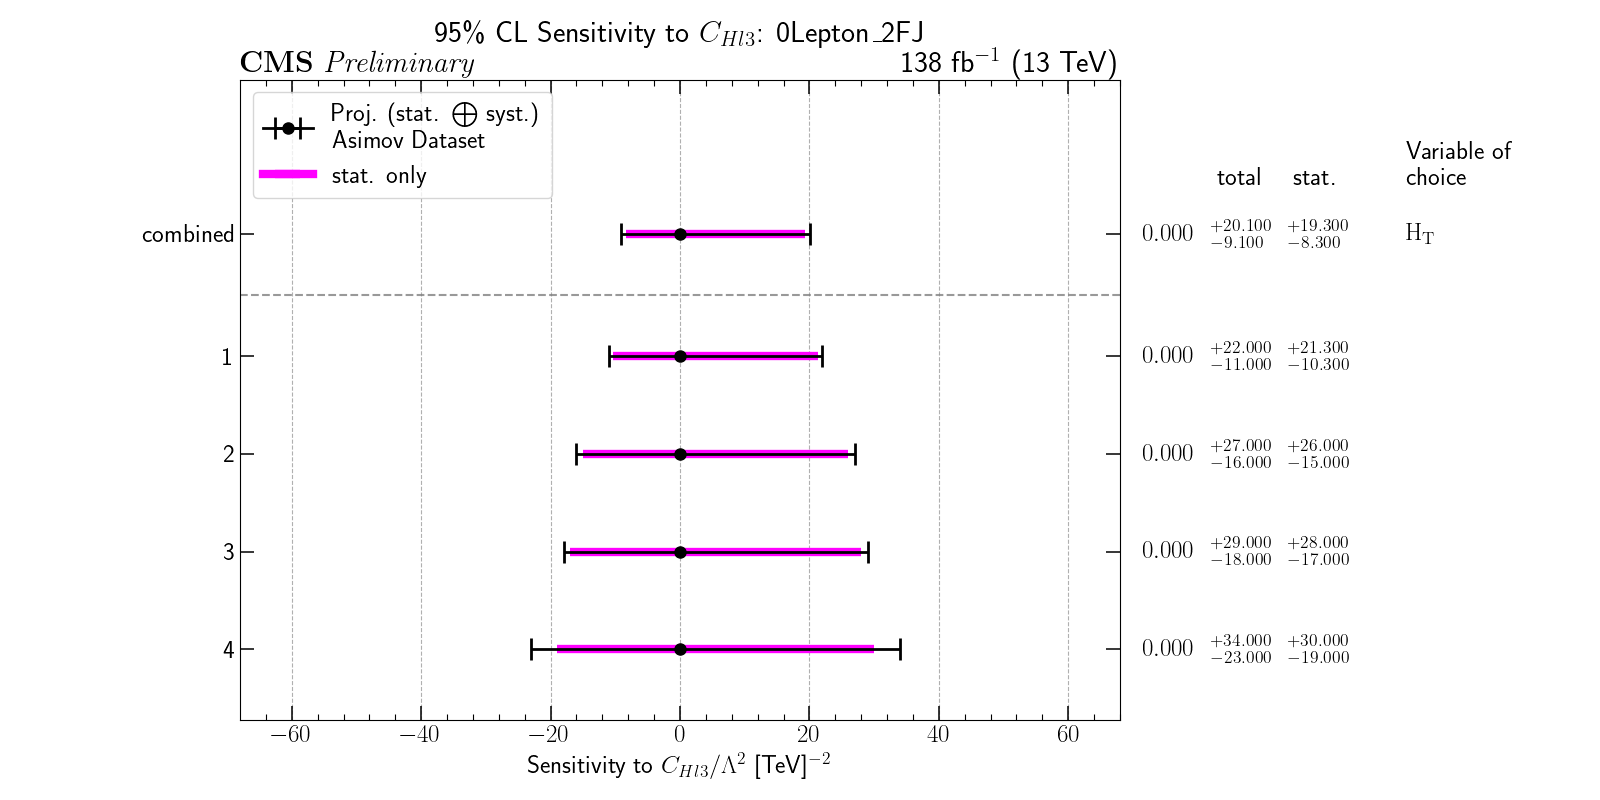 95% CL Sensitivity to C_{Hl3}: 0Lepton_2FJ
CMS Preliminary 138 fb^{-1} (13 TeV)
Proj. (stat. ⨁ syst.)
Asimov Dataset
stat. only
Variable of
total stat. choice
combined 0.000 +20.100 −9.100 +19.300 −8.300 H_T
1 0.000 +22.000 −11.000 +21.300 −10.300
2 0.000 +27.000 −16.000 +26.000 −15.000
3 0.000 +29.000 −18.000 +28.000 −17.000
4 0.000 +34.000 −23.000 +30.000 −19.000
−60 −40 −20 0 20 40 60
Sensitivity to C_{Hl3}/Λ^2 [TeV]^{−2}